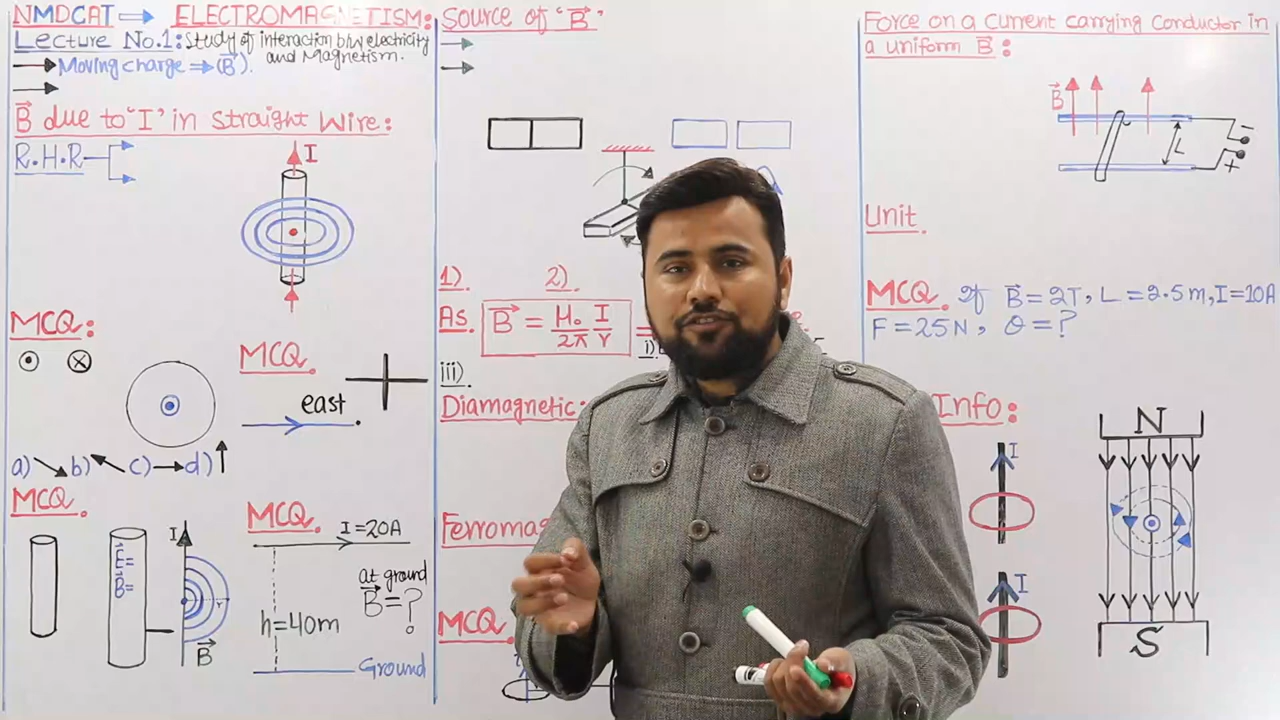 NMDCAT ⇒ ELECTROMAGNETISM:
Lecture No.1: Study of interaction b/w electricity
and Magnetism.
→ Moving charge ⇒ (B⃗).
B⃗ due to "I" in straight Wire:
R.H.R
I
MCQ:
MCQ.
east
a) ↘ b) ↖ c) → d) ↑
MCQ.
E⃗=
B⃗=
I
r
B⃗
MCQ.
I=20A
at ground
B⃗=?
h=40m
Ground
Source of "B⃗"
1). 2).
As. B⃗ = μ₀/2π I/r =
i)
iii).
Diamagnetic:
MCQ.
Force on a current carrying conductor in
a uniform B⃗:
B⃗
L
-
+
Unit
MCQ. If B⃗=2T, L=2.5m, I=10A
F=25N, θ=?
Info:
I
I
N
S